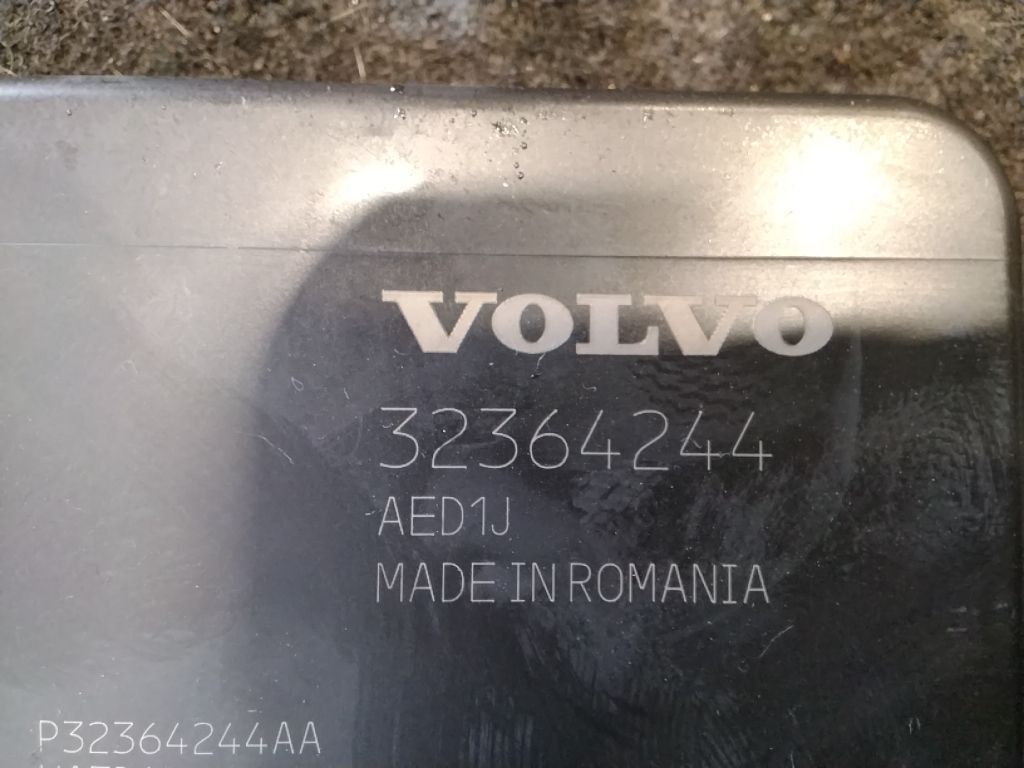 VOLVO
32364244
AED1J
MADE IN ROMANIA
P32364244AA